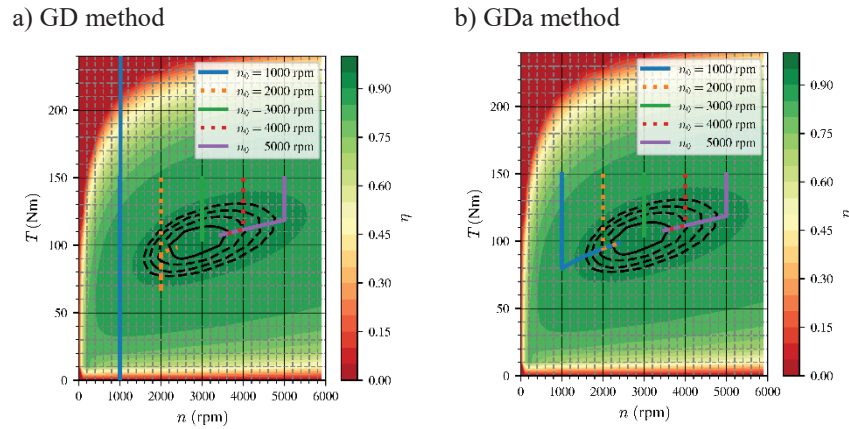 a) GD method
b) GDa method
n₀ = 1000 rpm
n₀ = 2000 rpm
n₀ = 3000 rpm
n₀ = 4000 rpm
n₀ 5000 rpm
T (Nm)
200
150
100
50
0
0 1000 2000 3000 4000 5000 6000
n (rpm)
0.90
0.75
0.60
0.45
0.30
0.15
0.00
η
n₀ = 1000 rpm
n₀ = 2000 rpm
n₀ = 3000 rpm
n₀ = 4000 rpm
n₀ 5000 rpm
T (Nm)
200
150
100
50
0
0 1000 2000 3000 4000 5000 6000
n (rpm)
0.90
0.75
0.60
0.45
0.30
0.15
0.00